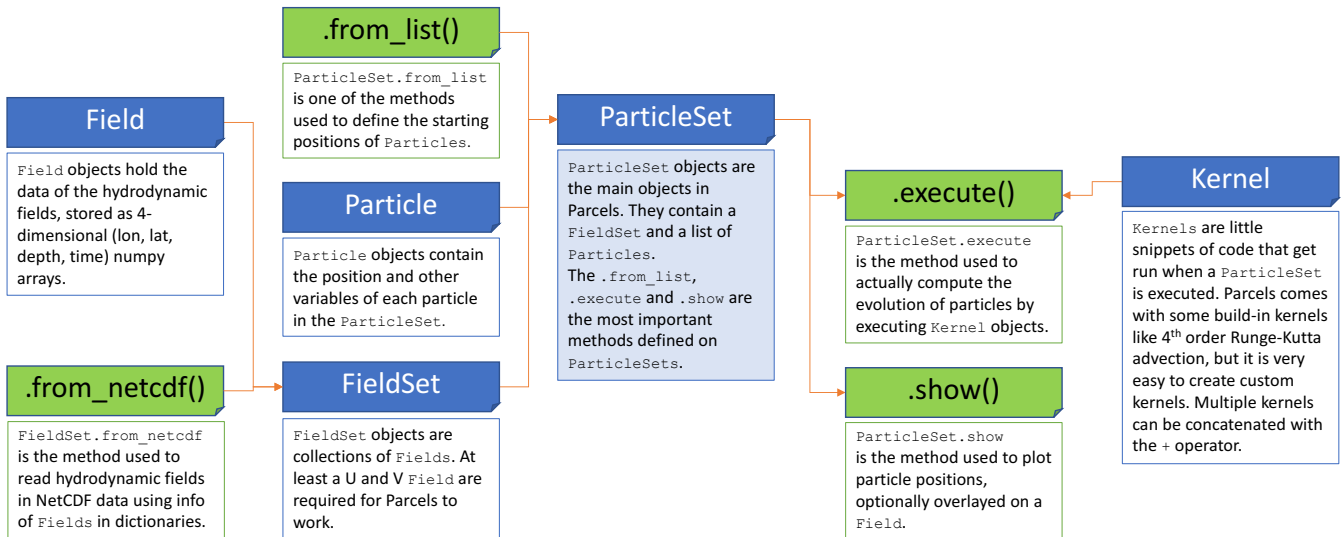 .from_list()
ParticleSet.from_list
is one of the methods
used to define the starting
positions of Particles.
Field
Field objects hold the
data of the hydrodynamic
fields, stored as 4-
dimensional (lon, lat,
depth, time) numpy
arrays.
Particle
Particle objects contain
the position and other
variables of each particle
in the ParticleSet.
.from_netcdf()
FieldSet.from_netcdf
is the method used to
read hydrodynamic fields
in NetCDF data using info
of Fields in dictionaries.
FieldSet
FieldSet objects are
collections of Fields. At
least a U and V Field are
required for Parcels to
work.
ParticleSet
ParticleSet objects are
the main objects in
Parcels. They contain a
FieldSet and a list of
Particles.
The .from_list,
.execute and .show are
the most important
methods defined on
ParticleSets.
.execute()
ParticleSet.execute
is the method used to
actually compute the
evolution of particles by
executing Kernel objects.
.show()
ParticleSet.show
is the method used to plot
particle positions,
optionally overlayed on a
Field.
Kernel
Kernels are little
snippets of code that get
run when a ParticleSet
is executed. Parcels comes
with some build-in kernels
like 4th order Runge-Kutta
advection, but it is very
easy to create custom
kernels. Multiple kernels
can be concatenated with
the + operator.